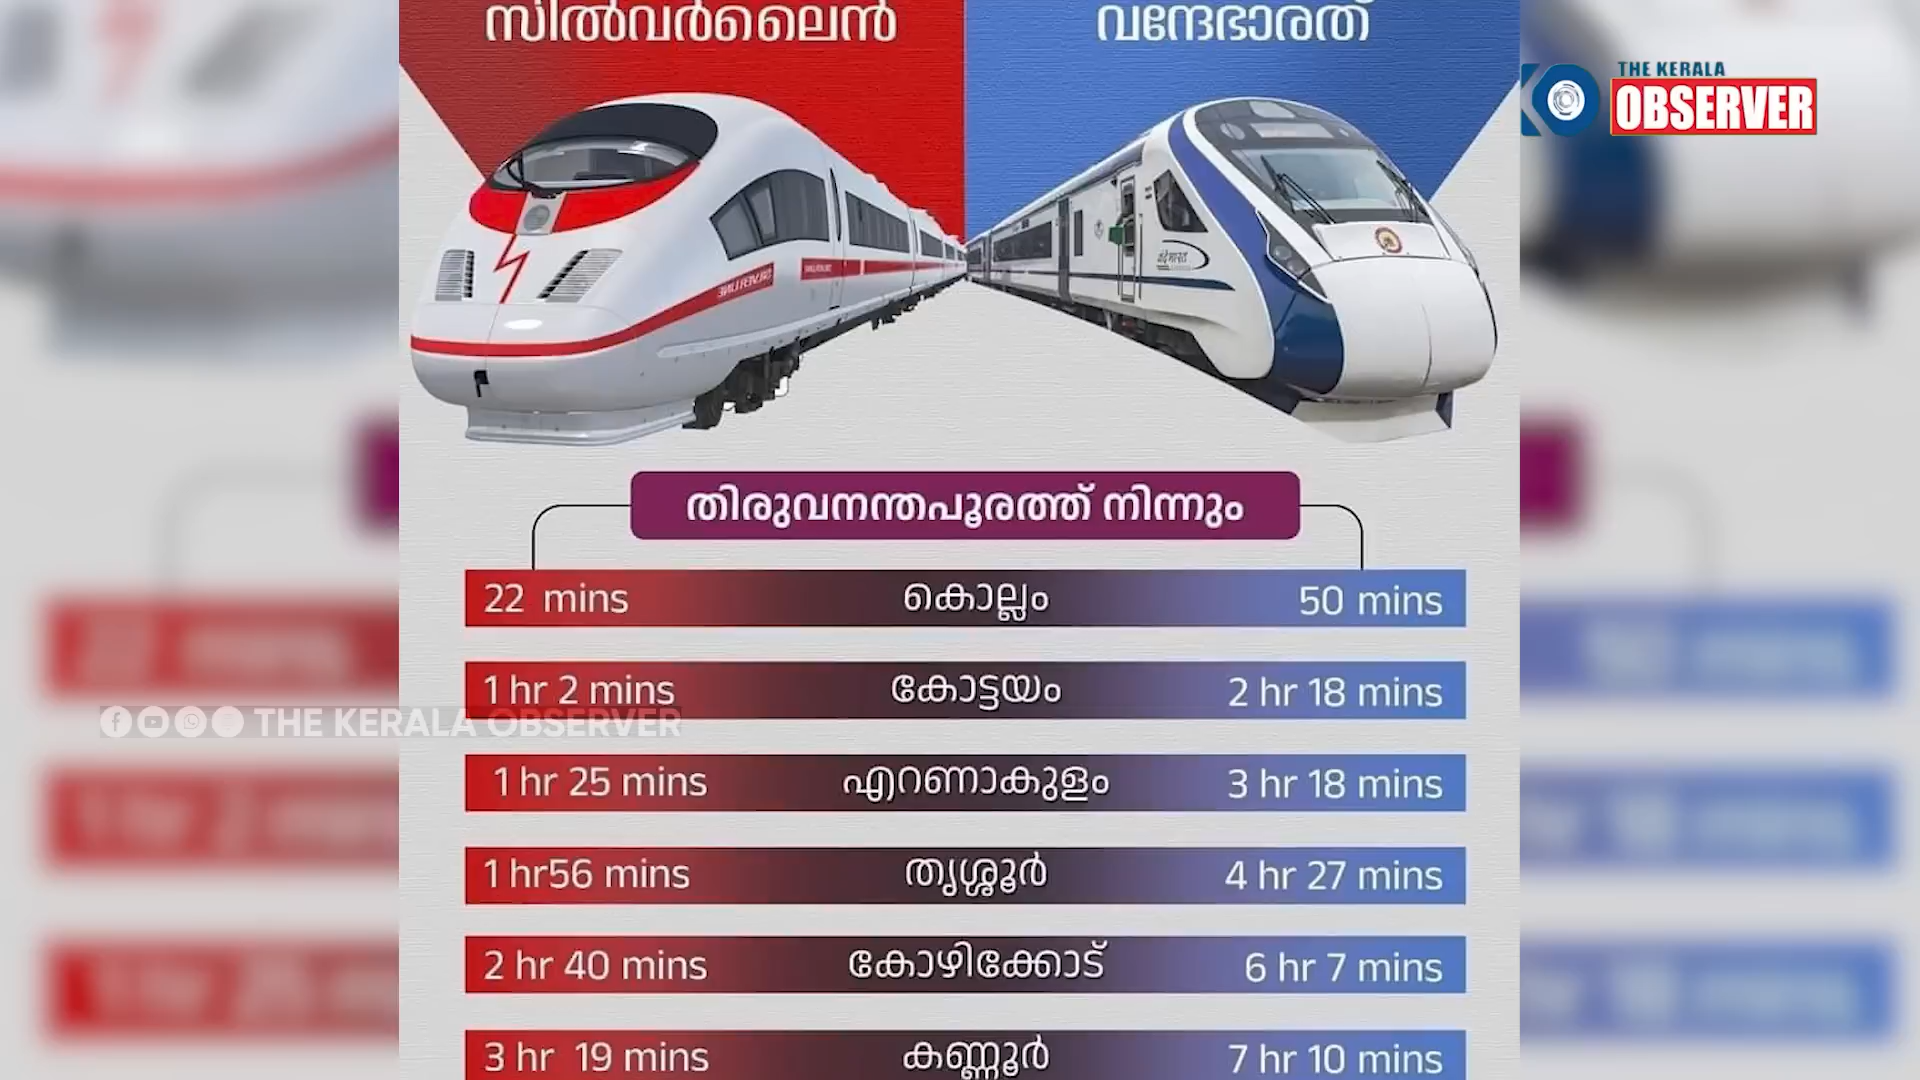 സിൽവർലൈൻ
വന്ദേഭാരത്
THE KERALA
OBSERVER
തിരുവനന്തപൂരത്ത് നിന്നും
22 mins കൊല്ലം 50 mins
1 hr 2 mins കോട്ടയം 2 hr 18 mins
THE KERALA OBSERVER
1 hr 25 mins എറണാകുളം 3 hr 18 mins
1 hr56 mins തൃശ്ശൂർ 4 hr 27 mins
2 hr 40 mins കോഴിക്കോട് 6 hr 7 mins
3 hr 19 mins കണ്ണൂർ 7 hr 10 mins